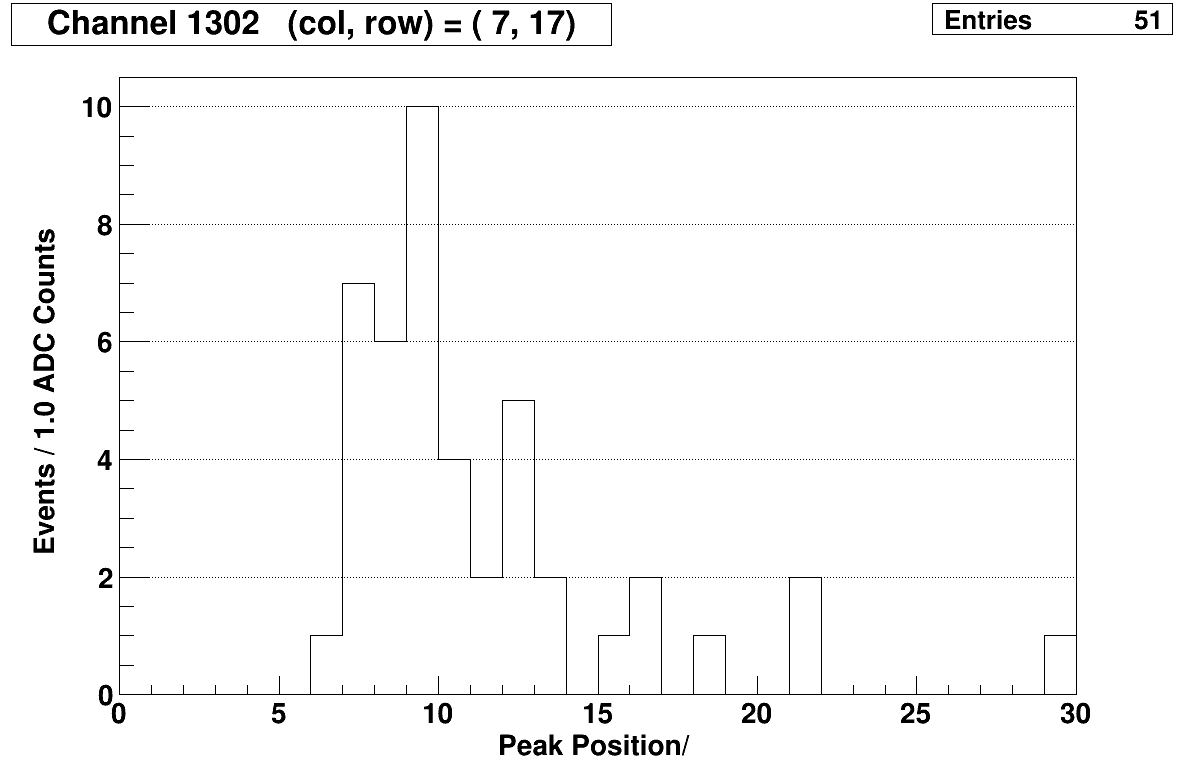 Channel 1302 (col, row) = ( 7, 17)
Entries 51
Events / 1.0 ADC Counts
10
8
6
4
2
0
0 5 10 15 20 25 30
Peak Position/